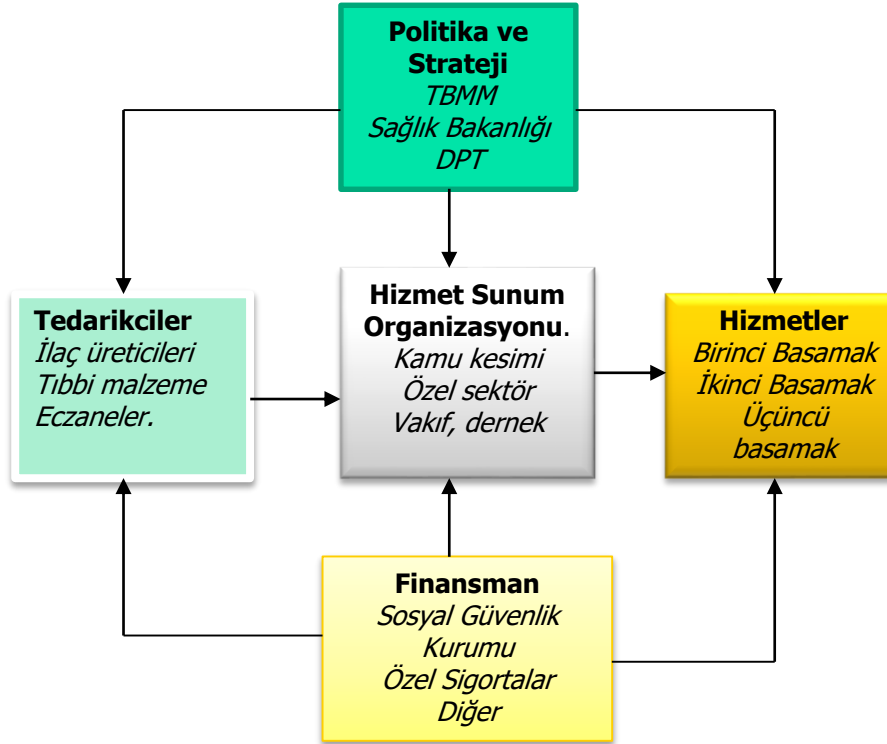 Politika ve
Strateji
TBMM
Sağlık Bakanlığı
DPT
Tedarikciler
İlaç üreticileri
Tıbbi malzeme
Eczaneler.
Hizmet Sunum
Organizasyonu.
Kamu kesimi
Özel sektör
Vakıf, dernek
Hizmetler
Birinci Basamak
İkinci Basamak
Üçüncü
basamak
Finansman
Sosyal Güvenlik
Kurumu
Özel Sigortalar
Diğer